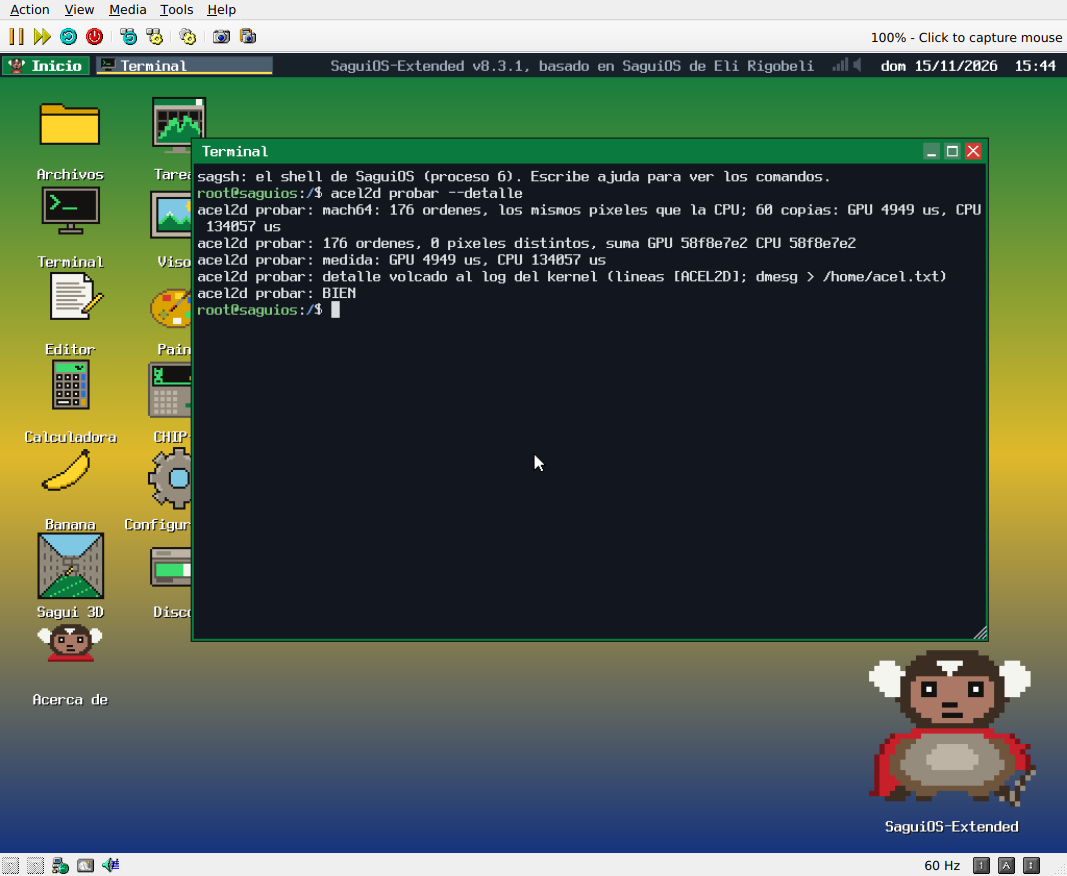 Action View Media Tools Help
100% - Click to capture mouse
Inicio Terminal SaguiOS-Extended v8.3.1, basado en SaguiOS de Eli Rigobeli dom 15/11/2026 15:44
Archivos
Tarea
Terminal
Viso
Editor
Pain
Calculadora
CHIP-
Banana
Configur
Sagui 3D
Disco
Acerca de
Terminal
sagsh: el shell de SaguiOS (proceso 6). Escribe ajuda para ver los comandos.
root@saguios:/$ acel2d probar --detalle
acel2d probar: mach64: 176 ordenes, los mismos pixeles que la CPU; 60 copias: GPU 4949 us, CPU
134057 us
acel2d probar: 176 ordenes, 0 pixeles distintos, suma GPU 58f8e7e2 CPU 58f8e7e2
acel2d probar: medida: GPU 4949 us, CPU 134057 us
acel2d probar: detalle volcado al log del kernel (lineas [ACEL2D]; dmesg > /home/acel.txt)
acel2d probar: BIEN
root@saguios:/$
SaguiOS-Extended
60 Hz